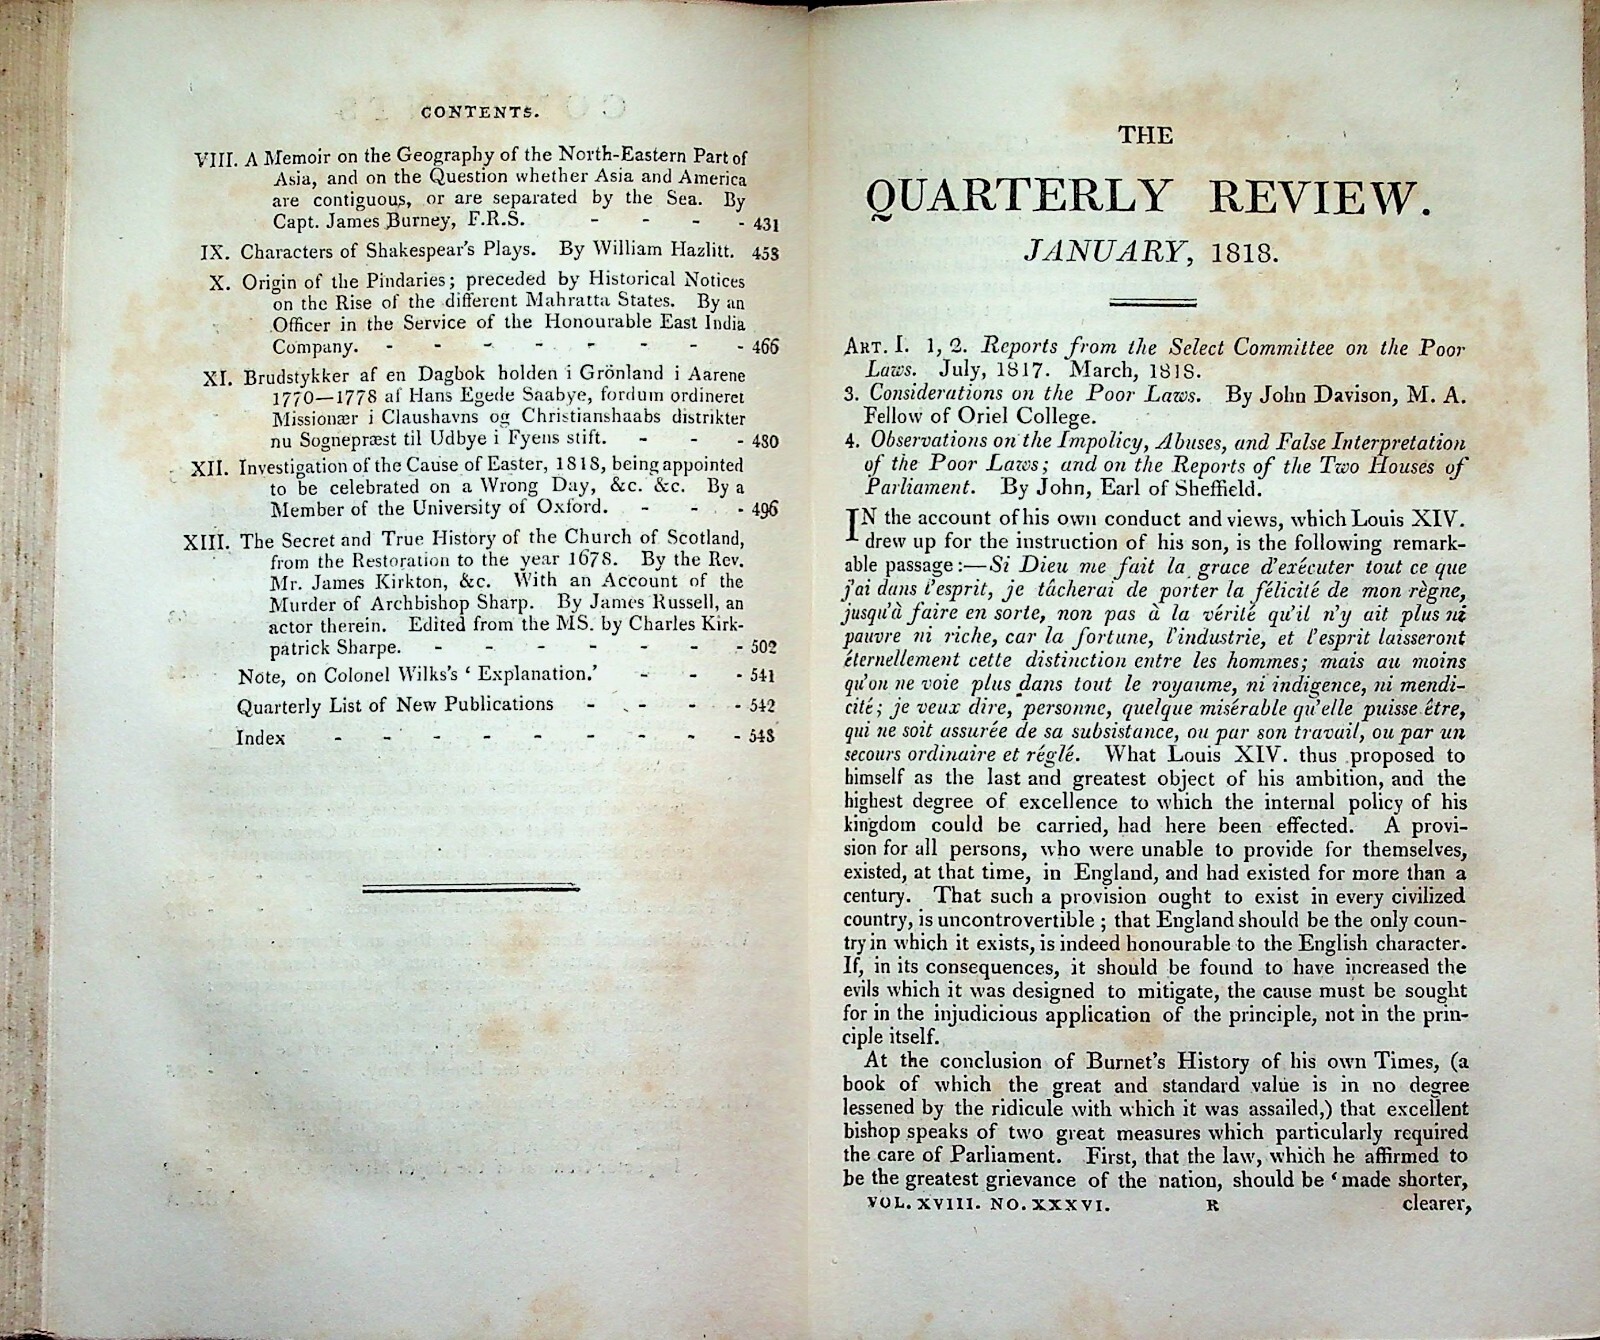 CONTENTS.
VIII. A Memoir on the Geography of the North-Eastern Part of
Asia, and on the Question whether Asia and America
are contiguous, or are separated by the Sea. By
Capt. James Burney, F.R.S. - - - - 431
IX. Characters of Shakespear's Plays. By William Hazlitt. 458
X. Origin of the Pindaries; preceded by Historical Notices
on the Rise of the different Mahratta States. By an
Officer in the Service of the Honourable East India
Company. - - - - - - - - 466
XI. Brudstykker af en Dagbok holden i Grönland i Aarene
1770—1778 af Hans Egede Saabye, fordum ordineret
Missionær i Claushavns og Christianshaabs distrikter
nu Sognepræst til Udbye i Fyens stift. - - - 480
XII. Investigation of the Cause of Easter, 1818, being appointed
to be celebrated on a Wrong Day, &c. &c. By a
Member of the University of Oxford. - - - 496
XIII. The Secret and True History of the Church of Scotland,
from the Restoration to the year 1678. By the Rev.
Mr. James Kirkton, &c. With an Account of the
Murder of Archbishop Sharp. By James Russell, an
actor therein. Edited from the MS. by Charles Kirk-
patrick Sharpe. - - - - - - - 502
Note, on Colonel Wilks's ‘ Explanation.’ - - - 541
Quarterly List of New Publications - - - - 542
Index - - - - - - - - - 548
THE
QUARTERLY REVIEW.
JANUARY, 1818.
ART. I. 1, 2. Reports from the Select Committee on the Poor
Laws. July, 1817. March, 1818.
3. Considerations on the Poor Laws. By John Davison, M. A.
Fellow of Oriel College.
4. Observations on the Impolicy, Abuses, and False Interpretation
of the Poor Laws; and on the Reports of the Two Houses of
Parliament. By John, Earl of Sheffield.
IN the account of his own conduct and views, which Louis XIV.
drew up for the instruction of his son, is the following remark-
able passage :—Si Dieu me fait la grace d'exécuter tout ce que
j'ai dans l'esprit, je tâcherai de porter la félicité de mon règne,
jusqu'à faire en sorte, non pas à la vérité qu'il n'y ait plus ni
pauvre ni riche, car la fortune, l'industrie, et l'esprit laisseront
éternellement cette distinction entre les hommes; mais au moins
qu'on ne voie plus dans tout le royaume, ni indigence, ni mendi-
cité; je veux dire, personne, quelque misérable qu'elle puisse être,
qui ne soit assurée de sa subsistance, ou par son travail, ou par un
secours ordinaire et réglé. What Louis XIV. thus proposed to
himself as the last and greatest object of his ambition, and the
highest degree of excellence to which the internal policy of his
kingdom could be carried, had here been effected. A provi-
sion for all persons, who were unable to provide for themselves,
existed, at that time, in England, and had existed for more than a
century. That such a provision ought to exist in every civilized
country, is uncontrovertible ; that England should be the only coun-
try in which it exists, is indeed honourable to the English character.
If, in its consequences, it should be found to have increased the
evils which it was designed to mitigate, the cause must be sought
for in the injudicious application of the principle, not in the prin-
ciple itself.
At the conclusion of Burnet's History of his own Times, (a
book of which the great and standard value is in no degree
lessened by the ridicule with which it was assailed,) that excellent
bishop speaks of two great measures which particularly required
the care of Parliament. First, that the law, which he affirmed to
be the greatest grievance of the nation, should be ‘ made shorter,
VOL. XVIII. NO. XXXVI. R clearer,